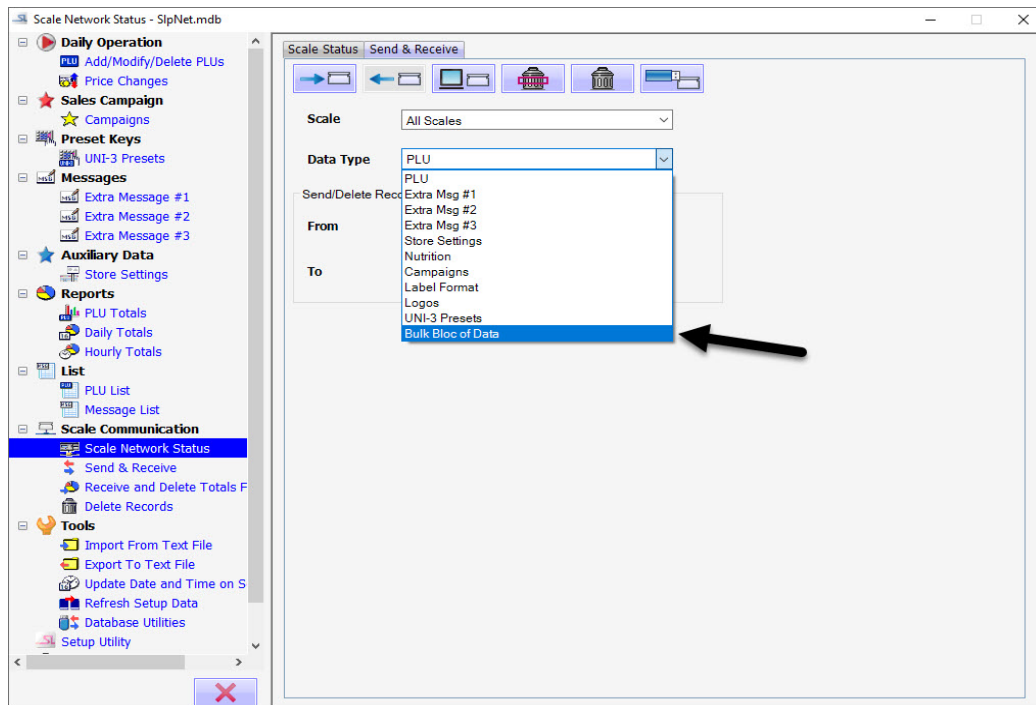 Scale Network Status - SlpNet.mdb
Daily Operation
PLU Add/Modify/Delete PLUs
Price Changes
Sales Campaign
Campaigns
Preset Keys
UNI-3 Presets
Messages
Extra Message #1
Extra Message #2
Extra Message #3
Auxiliary Data
Store Settings
Reports
PLU Totals
Daily Totals
Hourly Totals
List
PLU List
Message List
Scale Communication
Scale Network Status
Send & Receive
Receive and Delete Totals F
Delete Records
Tools
Import From Text File
Export To Text File
Update Date and Time on S
Refresh Setup Data
Database Utilities
Setup Utility
Scale Status Send & Receive
Scale All Scales
Data Type PLU
PLU
Send/Delete Reco Extra Msg #1
Extra Msg #2
From Extra Msg #3
Store Settings
Nutrition
To Campaigns
Label Format
Logos
UNI-3 Presets
Bulk Bloc of Data